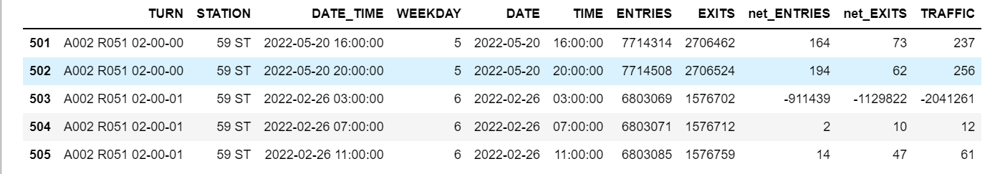 TURN STATION DATE_TIME WEEKDAY DATE TIME ENTRIES EXITS net_ENTRIES net_EXITS TRAFFIC
501 A002 R051 02-00-00 59 ST 2022-05-20 16:00:00 5 2022-05-20 16:00:00 7714314 2706462 164 73 237
502 A002 R051 02-00-00 59 ST 2022-05-20 20:00:00 5 2022-05-20 20:00:00 7714508 2706524 194 62 256
503 A002 R051 02-00-01 59 ST 2022-02-26 03:00:00 6 2022-02-26 03:00:00 6803069 1576702 -911439 -1129822 -2041261
504 A002 R051 02-00-01 59 ST 2022-02-26 07:00:00 6 2022-02-26 07:00:00 6803071 1576712 2 10 12
505 A002 R051 02-00-01 59 ST 2022-02-26 11:00:00 6 2022-02-26 11:00:00 6803085 1576759 14 47 61